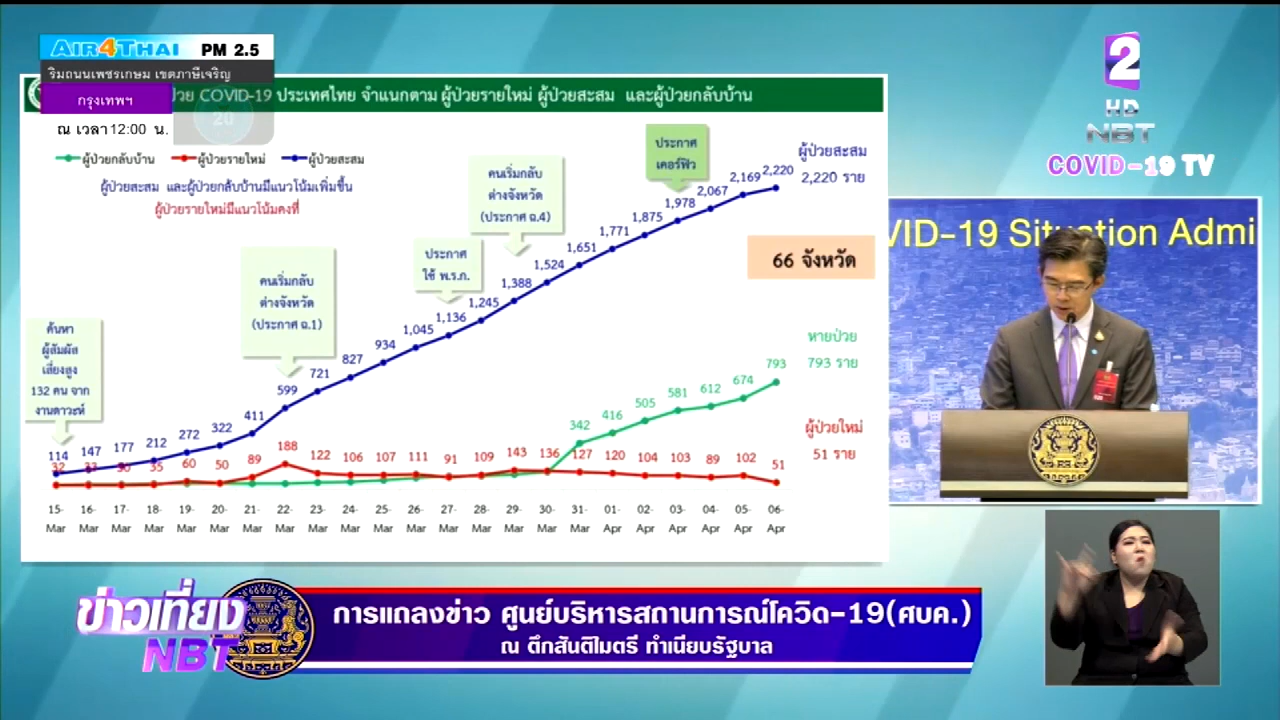 AIR4THAI PM 2.5
ริมถนนเพชรเกษม เขตภาษีเจริญ
กรุงเทพฯ
20
ป่วย COVID-19 ประเทศไทย จำแนกตาม ผู้ป่วยรายใหม่ ผู้ป่วยสะสม และผู้ป่วยกลับบ้าน
ณ เวลา 12:00 น.
2
HD
NBT
COVID-19 TV
ผู้ป่วยกลับบ้าน ผู้ป่วยรายใหม่ ผู้ป่วยสะสม
ผู้ป่วยสะสม และผู้ป่วยกลับบ้านมีแนวโน้มเพิ่มขึ้น
ผู้ป่วยรายใหม่มีแนวโน้มคงที่
ค้นหา
ผู้สัมผัส
เสี่ยงสูง
132 คน จาก
งานดาวะห์
คนเริ่มกลับ
ต่างจังหวัด
(ประกาศ ฉ.1)
ประกาศ
ใช้ พ.ร.ก.
คนเริ่มกลับ
ต่างจังหวัด
(ประกาศ ฉ.4)
ประกาศ
เคอร์ฟิว
ผู้ป่วยสะสม
2,220 ราย
66 จังหวัด
หายป่วย
793 ราย
ผู้ป่วยใหม่
51 ราย
114 147 177 212 272 322 411 599 721 827 934 1,045 1,136 1,245 1,388 1,524 1,651 1,771 1,875 1,978 2,067 2,169 2,220
342 416 505 581 612 674 793
32 33 30 35 60 50 89 188 122 106 107 111 91 109 143 136 127 120 104 103 89 102 51
15- 16- 17- 18- 19- 20- 21- 22- 23- 24- 25- 26- 27- 28- 29- 30- 31- 01- 02- 03- 04- 05- 06-
Mar Mar Mar Mar Mar Mar Mar Mar Mar Mar Mar Mar Mar Mar Mar Mar Mar Apr Apr Apr Apr Apr Apr
VID-19 Situation Admi
ข่าวเที่ยง
NBT
การแถลงข่าว ศูนย์บริหารสถานการณ์โควิด-19(ศบค.)
ณ ตึกสันติไมตรี ทำเนียบรัฐบาล